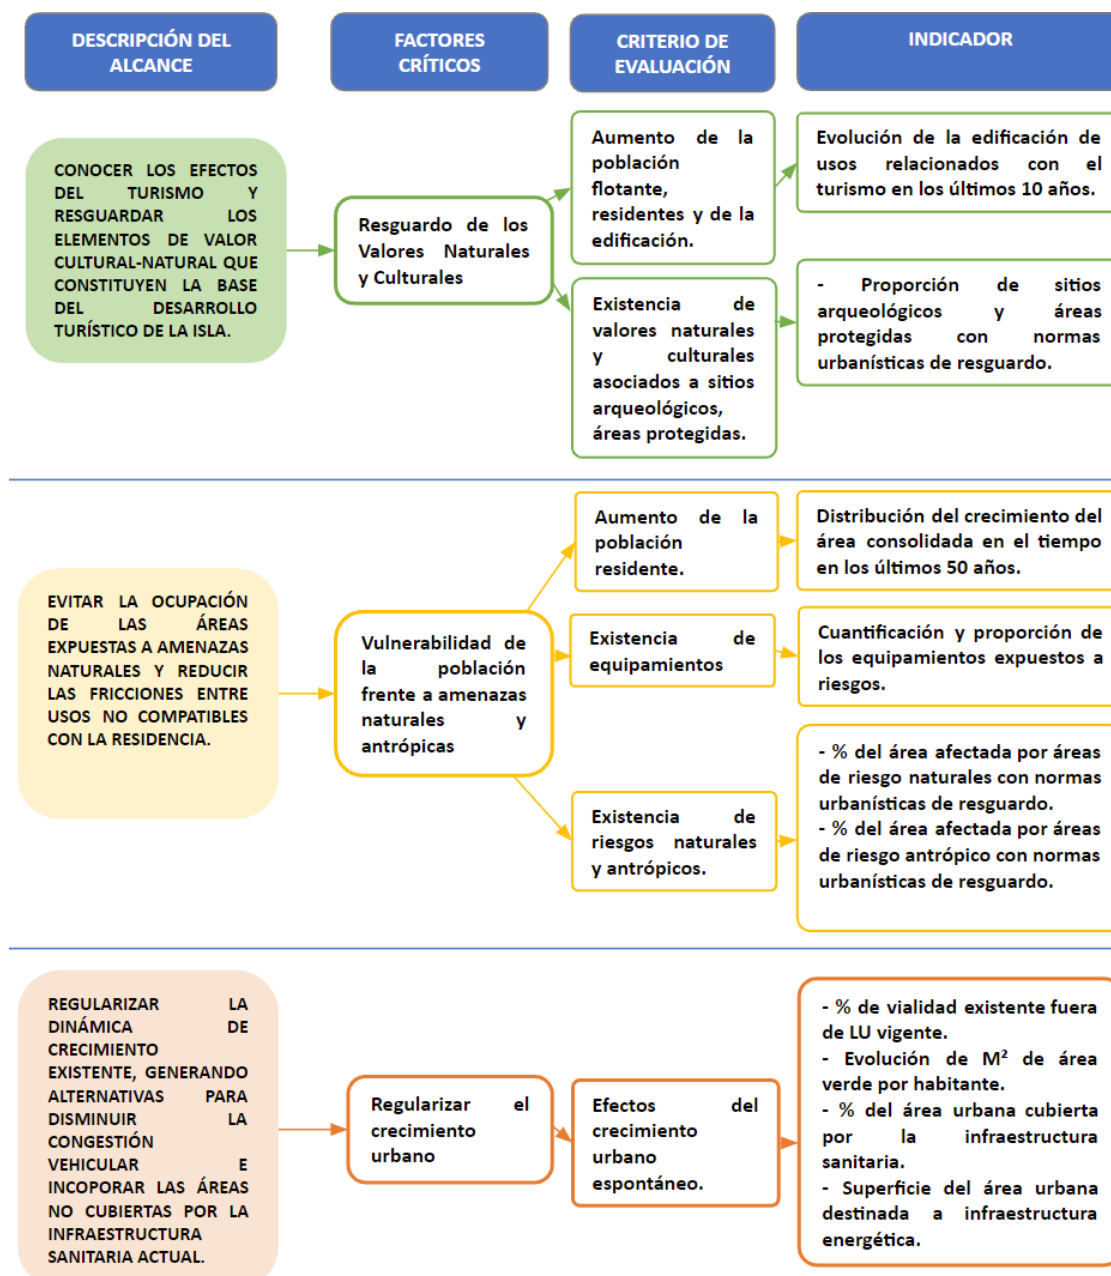 DESCRIPCIÓN DEL
ALCANCE
FACTORES
CRÍTICOS
CRITERIO DE
EVALUACIÓN
INDICADOR
CONOCER LOS EFECTOS
DEL TURISMO Y
RESGUARDAR LOS
ELEMENTOS DE VALOR
CULTURAL-NATURAL QUE
CONSTITUYEN LA BASE
DEL DESARROLLO
TURÍSTICO DE LA ISLA.
Resguardo de los
Valores Naturales
y Culturales
Aumento de la
población
flotante,
residentes y de la
edificación.
Evolución de la edificación de
usos relacionados con el
turismo en los últimos 10 años.
Existencia de
valores naturales
y culturales
asociados a sitios
arqueológicos,
áreas protegidas.
- Proporción de sitios
arqueológicos y áreas
protegidas con normas
urbanísticas de resguardo.
EVITAR LA OCUPACIÓN
DE LAS ÁREAS
EXPUESTAS A AMENAZAS
NATURALES Y REDUCIR
LAS FRICCIONES ENTRE
USOS NO COMPATIBLES
CON LA RESIDENCIA.
Vulnerabilidad de
la población
frente a amenazas
naturales y
antrópicas
Aumento de la
población
residente.
Distribución del crecimiento del
área consolidada en el tiempo
en los últimos 50 años.
Existencia de
equipamientos
Cuantificación y proporción de
los equipamientos expuestos a
riesgos.
Existencia de
riesgos naturales
y antrópicos.
- % del área afectada por áreas
de riesgo naturales con normas
urbanísticas de resguardo.
- % del área afectada por áreas
de riesgo antrópico con normas
urbanísticas de resguardo.
REGULARIZAR LA
DINÁMICA DE
CRECIMIENTO
EXISTENTE, GENERANDO
ALTERNATIVAS PARA
DISMINUIR LA
CONGESTIÓN
VEHICULAR E
INCOPORAR LAS ÁREAS
NO CUBIERTAS POR LA
INFRAESTRUCTURA
SANITARIA ACTUAL.
Regularizar el
crecimiento
urbano
Efectos del
crecimiento
urbano
espontáneo.
- % de vialidad existente fuera
de LU vigente.
- Evolución de M² de área
verde por habitante.
- % del área urbana cubierta
por la infraestructura
sanitaria.
- Superficie del área urbana
destinada a infraestructura
energética.